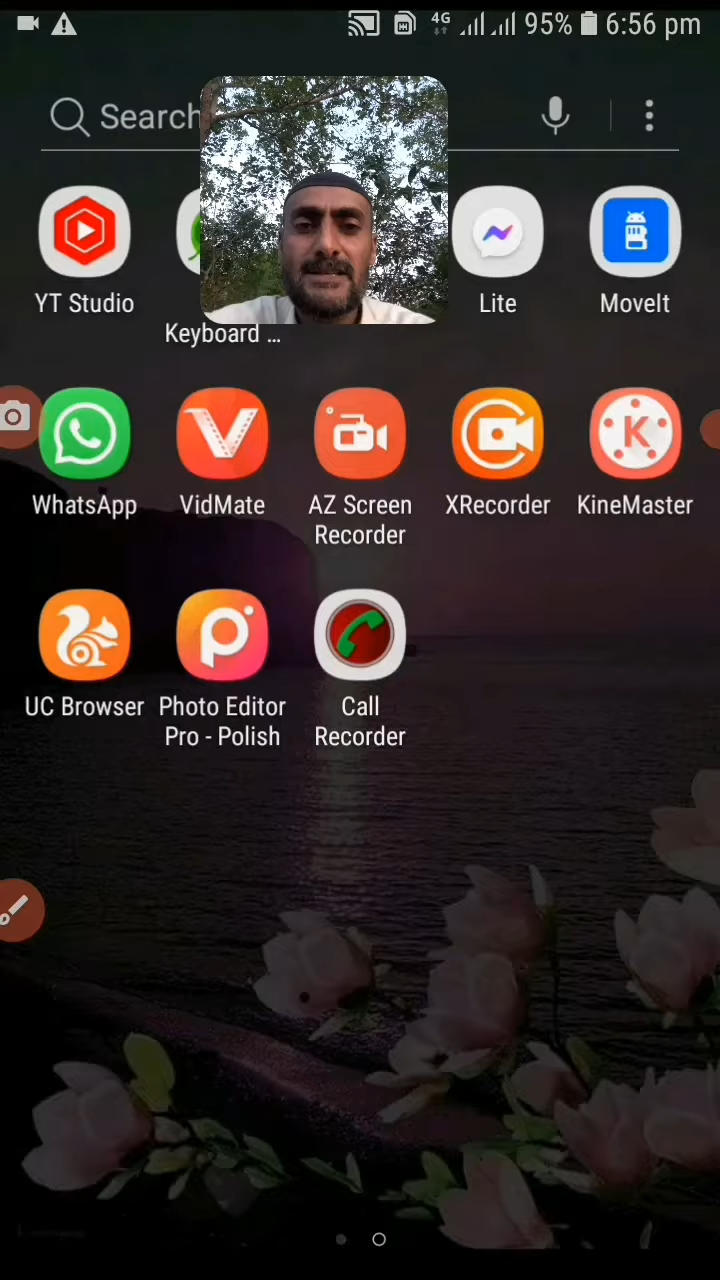 4G 95% 6:56 pm
Search
YT Studio
Keyboard ...
Lite
MoveIt
WhatsApp
VidMate
AZ Screen
Recorder
XRecorder
KineMaster
K
UC Browser
Photo Editor
Pro - Polish
Call
Recorder